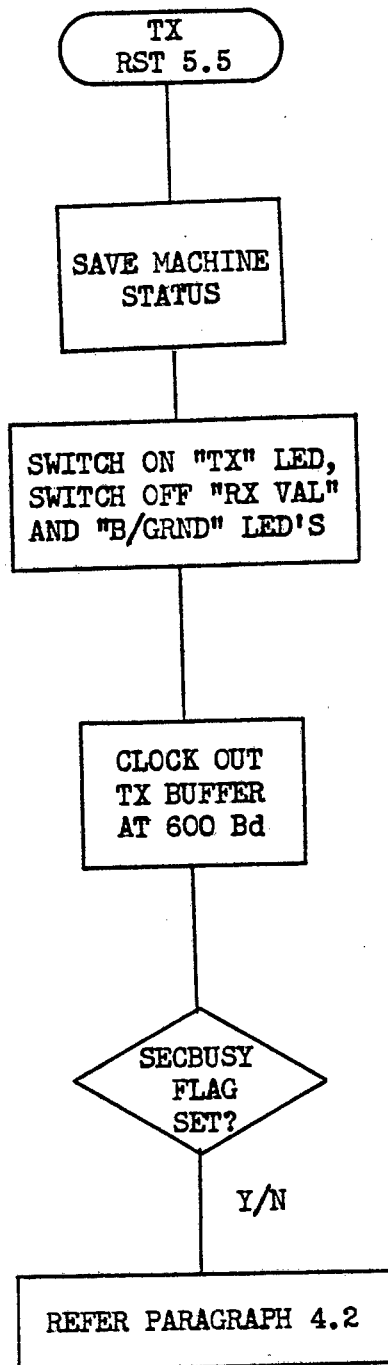 TX
RST 5.5
SAVE MACHINE
STATUS
SWITCH ON "TX" LED,
SWITCH OFF "RX VAL"
AND "B/GRND" LED'S
CLOCK OUT
TX BUFFER
AT 600 Bd
SECBUSY
FLAG
SET?
Y/N
REFER PARAGRAPH 4.2